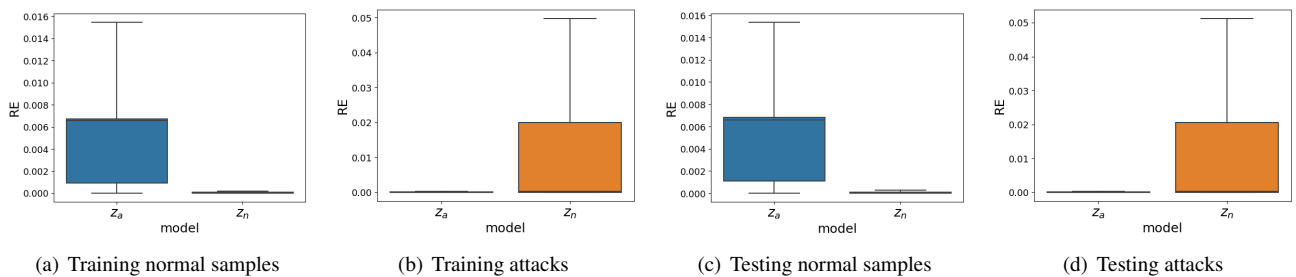 0.016
0.014
0.012
0.010
0.008
0.006
0.004
0.002
0.000
RE
z_a z_n
model
(a) Training normal samples
0.05
0.04
0.03
0.02
0.01
0.00
RE
z_a z_n
model
(b) Training attacks
0.016
0.014
0.012
0.010
0.008
0.006
0.004
0.002
0.000
RE
z_a z_n
model
(c) Testing normal samples
0.05
0.04
0.03
0.02
0.01
0.00
RE
z_a z_n
model
(d) Testing attacks